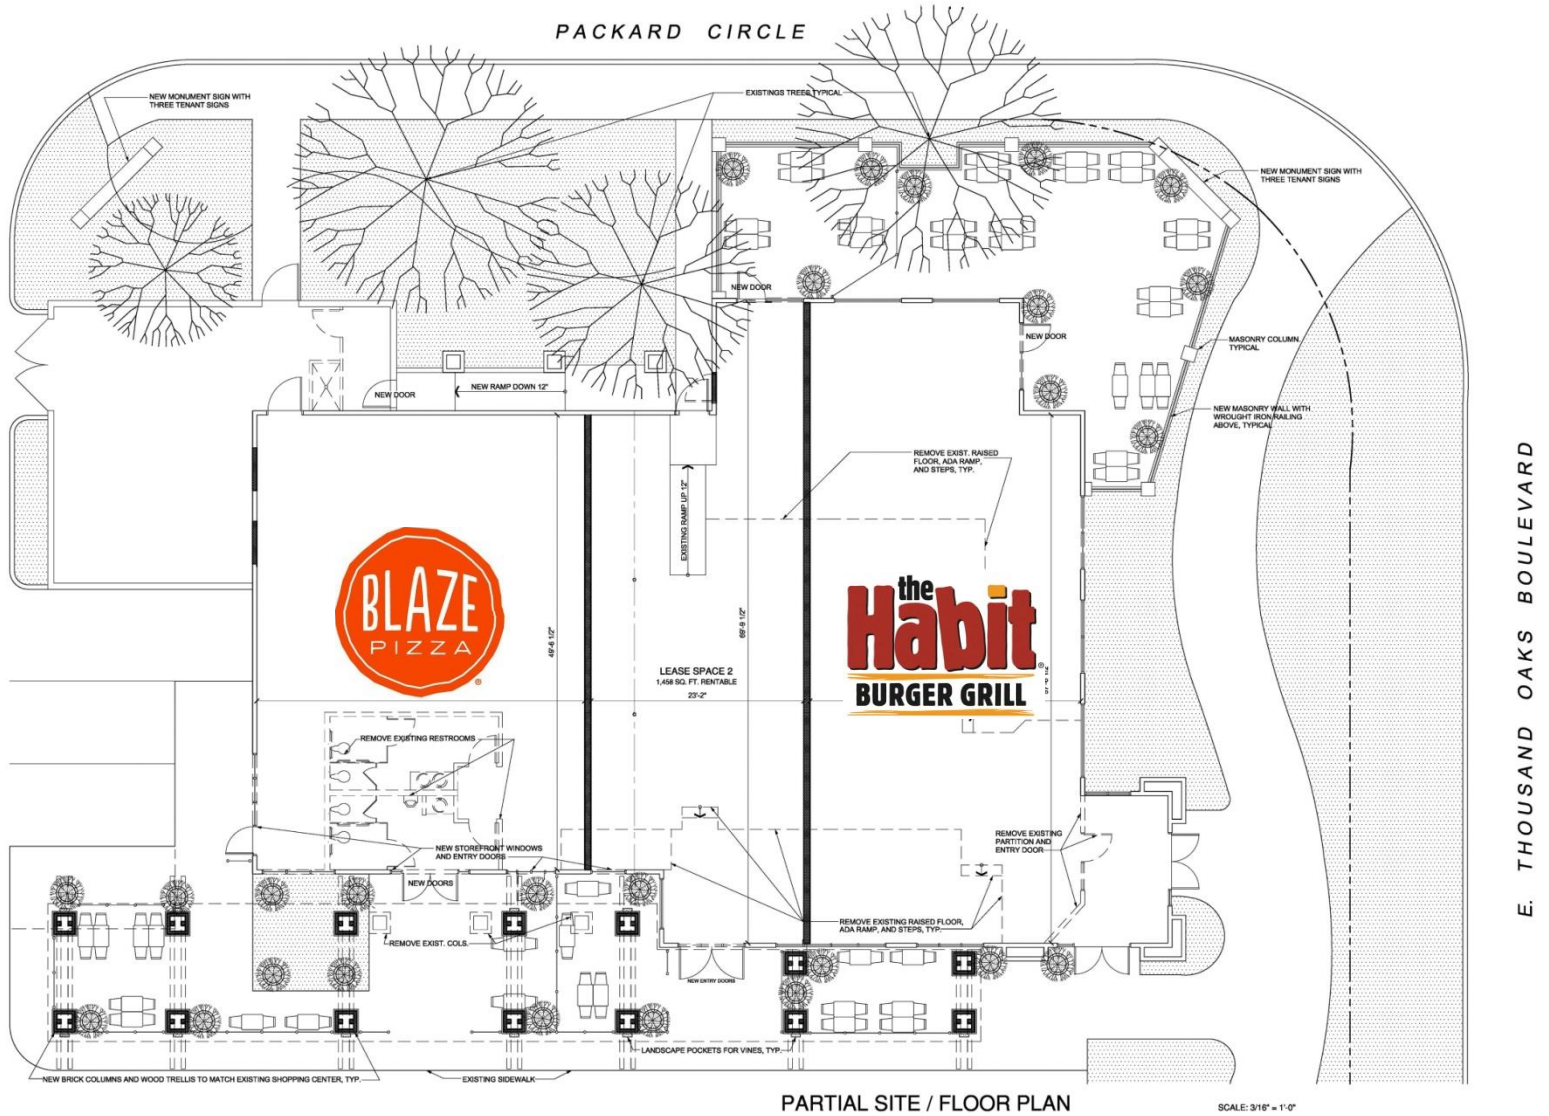 PACKARD CIRCLE
NEW MONUMENT SIGN WITH
THREE TENANT SIGNS
EXISTINGS TREES TYPICAL
NEW MONUMENT SIGN WITH
THREE TENANT SIGNS
NEW DOOR
NEW DOOR
MASONRY COLUMN
TYPICAL
NEW RAMP DOWN 12"
NEW DOOR
NEW MASONRY WALL WITH
WROUGHT IRON RAILING
ABOVE, TYPICAL
REMOVE EXIST. RAISED
FLOOR, ADA RAMP,
AND STEPS, TYP.
EXISTING RAMP UP 12"
E. THOUSAND OAKS BOULEVARD
BLAZE
PIZZA
®
49'-6 1/2"
69'-9 1/2"
the
Habit
®
BURGER GRILL
LEASE SPACE 2
1,458 SQ. FT. RENTABLE
23'-2"
REMOVE EXISTING RESTROOMS
NEW STOREFRONT WINDOWS
AND ENTRY DOORS
REMOVE EXISTING
PARTITION AND
ENTRY DOOR
NEW DOORS
REMOVE EXISTING RAISED FLOOR,
ADA RAMP, AND STEPS, TYP.
REMOVE EXIST. COLS.
NEW ENTRY DOORS
LANDSCAPE POCKETS FOR VINES, TYP.
NEW BRICK COLUMNS AND WOOD TRELLIS TO MATCH EXISTING SHOPPING CENTER, TYP.
EXISTING SIDEWALK
PARTIAL SITE / FLOOR PLAN
SCALE: 3/16" = 1'-0"